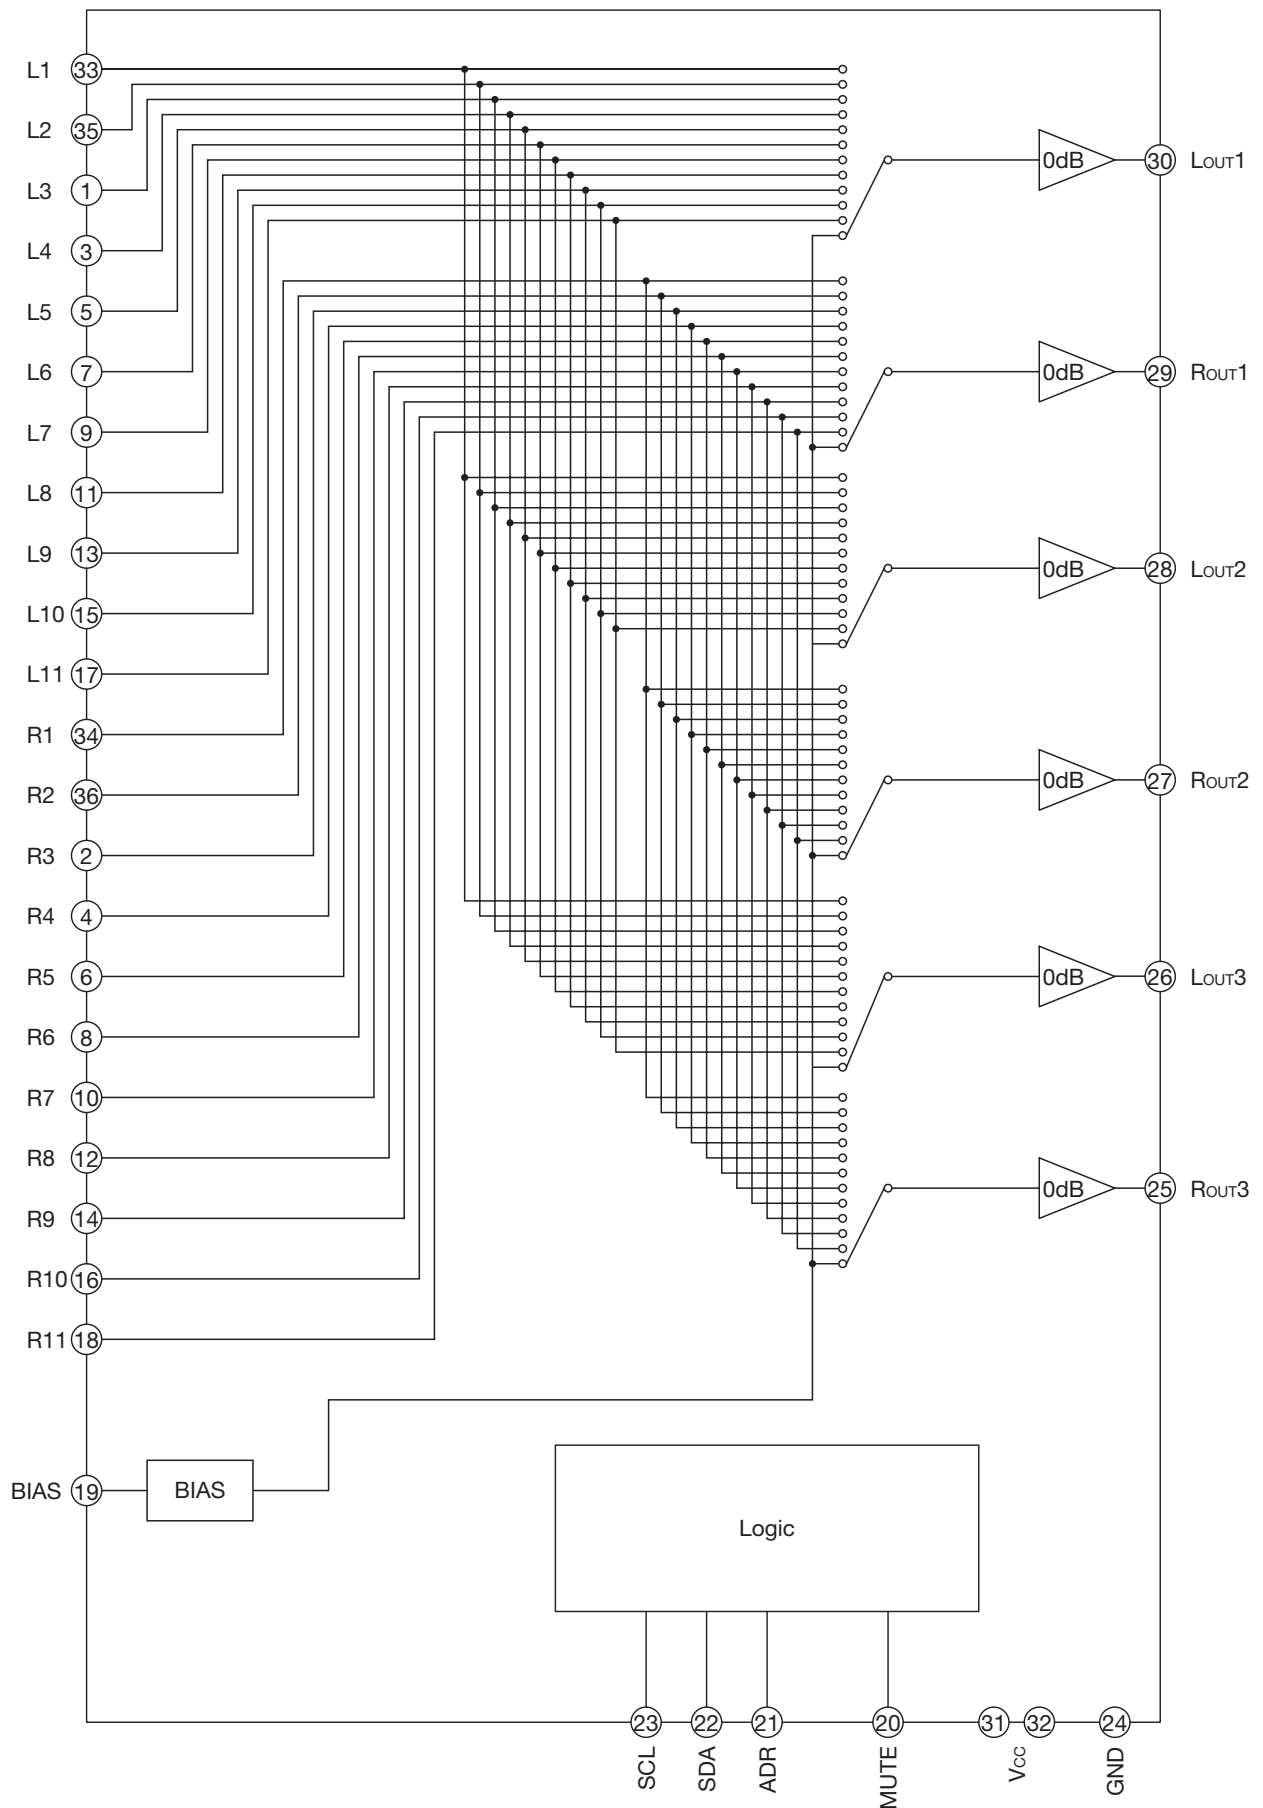 L1 33
L2 35
L3 1
L4 3
L5 5
L6 7
L7 9
L8 11
L9 13
L10 15
L11 17
R1 34
R2 36
R3 2
R4 4
R5 6
R6 8
R7 10
R8 12
R9 14
R10 16
R11 18
BIAS 19 BIAS
0dB 30 LOUT1
0dB 29 ROUT1
0dB 28 LOUT2
0dB 27 ROUT2
0dB 26 LOUT3
0dB 25 ROUT3
Logic
23 22 21 20 31 32 24
SCL
SDA
ADR
MUTE
Vcc
GND